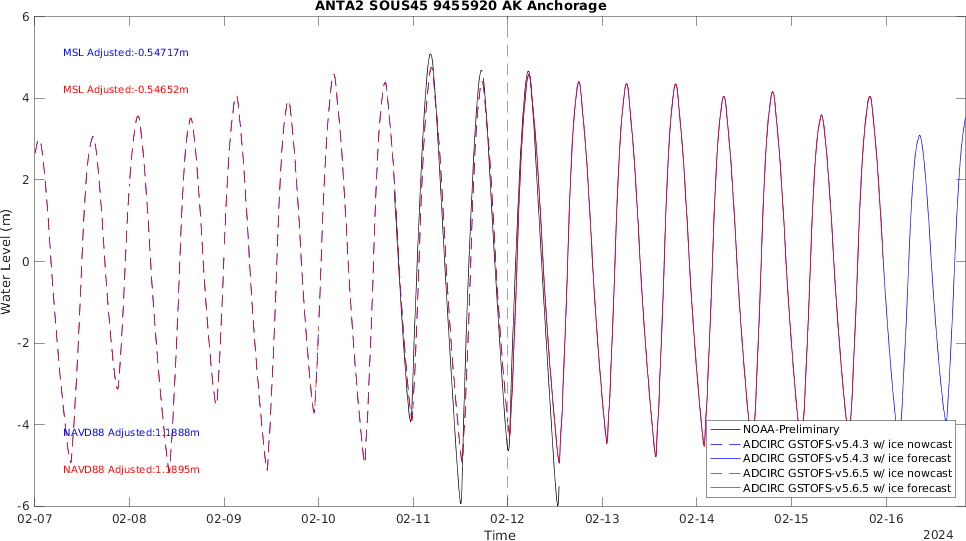 ANTA2 SOUS45 9455920 AK Anchorage
6
MSL Adjusted:-0.54717m
MSL Adjusted:-0.54652m
4
2
0
-2
-4
-6
Water Level (m)
NAVD88 Adjusted:1.1888m
NAVD88 Adjusted:1.1895m
NOAA-Preliminary
ADCIRC GSTOFS-v5.4.3 w/ ice nowcast
ADCIRC GSTOFS-v5.4.3 w/ ice forecast
ADCIRC GSTOFS-v5.6.5 w/ ice nowcast
ADCIRC GSTOFS-v5.6.5 w/ ice forecast
02-07 02-08 02-09 02-10 02-11 02-12 02-13 02-14 02-15 02-16
Time
2024